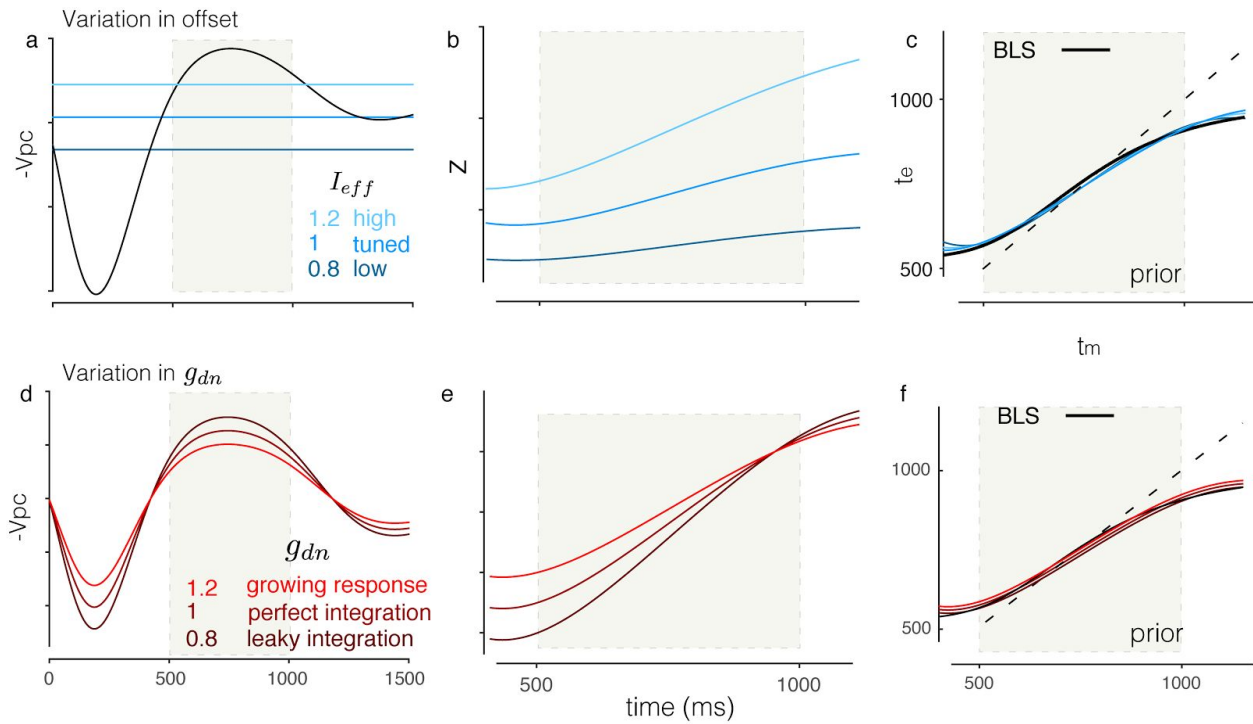 Variation in offset
a
b
c
-Vpc
I_eff
1.2 high
1 tuned
0.8 low
z
BLS
1000
te
500
prior
tm
Variation in g_dn
d
e
f
-Vpc
g_dn
1.2 growing response
1 perfect integration
0.8 leaky integration
0 500 1000 1500
500 1000
time (ms)
BLS
1000
500
prior
500 1000